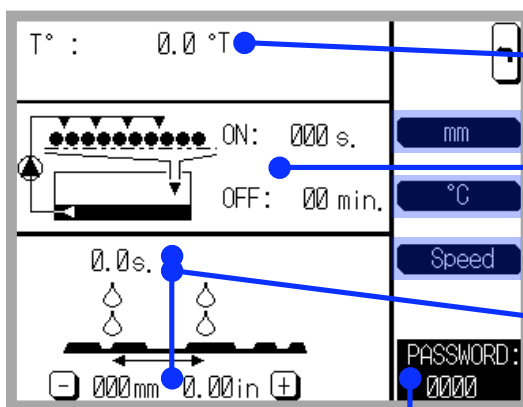 T° : 0.0 °T
mm
ON: 000 s.
°C
OFF: 00 min.
0.0s.
Speed
PASSWORD:
- 000mm 0.00in +
0000